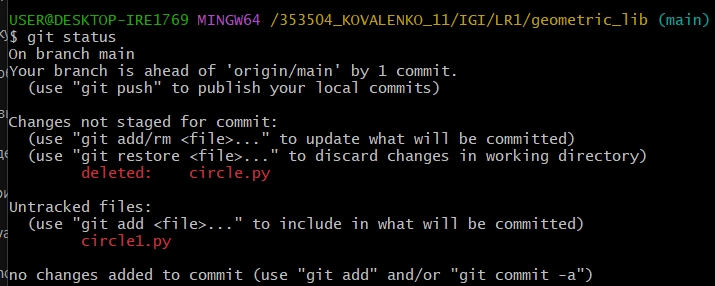 USER@DESKTOP-IRE1769 MINGW64 /353504_KOVALENKO_11/IGI/LR1/geometric_lib (main)
$ git status
On branch main
Your branch is ahead of 'origin/main' by 1 commit.
  (use "git push" to publish your local commits)

Changes not staged for commit:
  (use "git add/rm <file>..." to update what will be committed)
  (use "git restore <file>..." to discard changes in working directory)
        deleted:    circle.py

Untracked files:
  (use "git add <file>..." to include in what will be committed)
        circle1.py

no changes added to commit (use "git add" and/or "git commit -a")